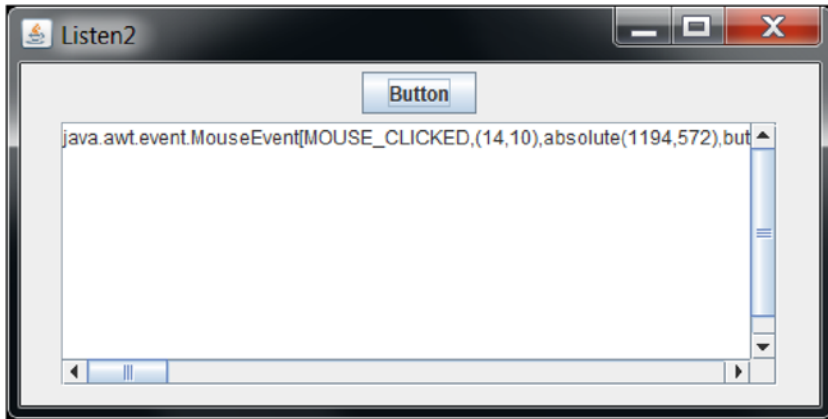 Listen2
Button
java.awt.event.MouseEvent[MOUSE_CLICKED,(14,10),absolute(1194,572),but